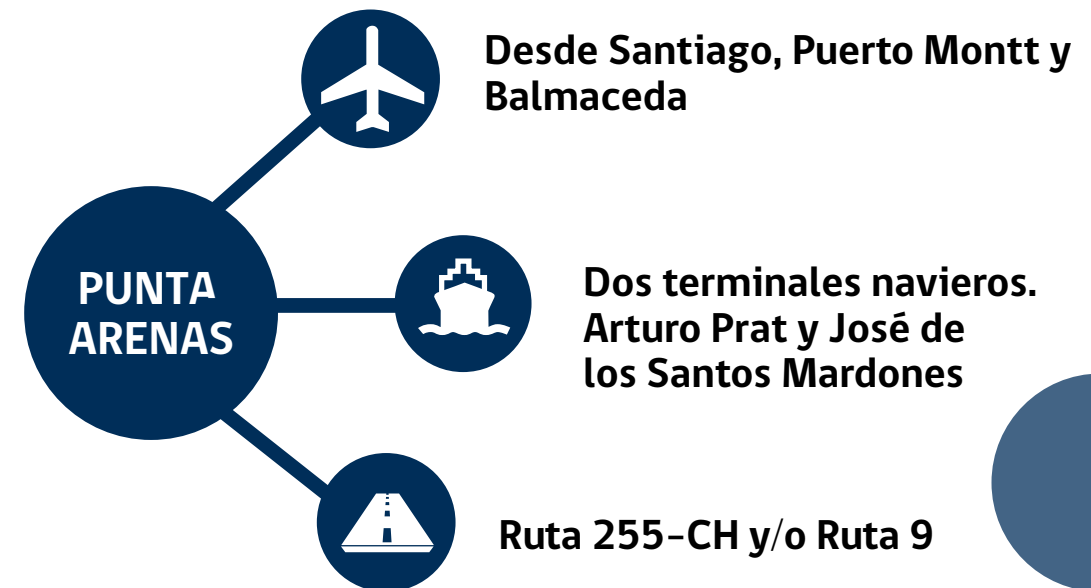 Desde Santiago, Puerto Montt y
Balmaceda
PUNTA
ARENAS
Dos terminales navieros.
Arturo Prat y José de
los Santos Mardones
Ruta 255-CH y/o Ruta 9